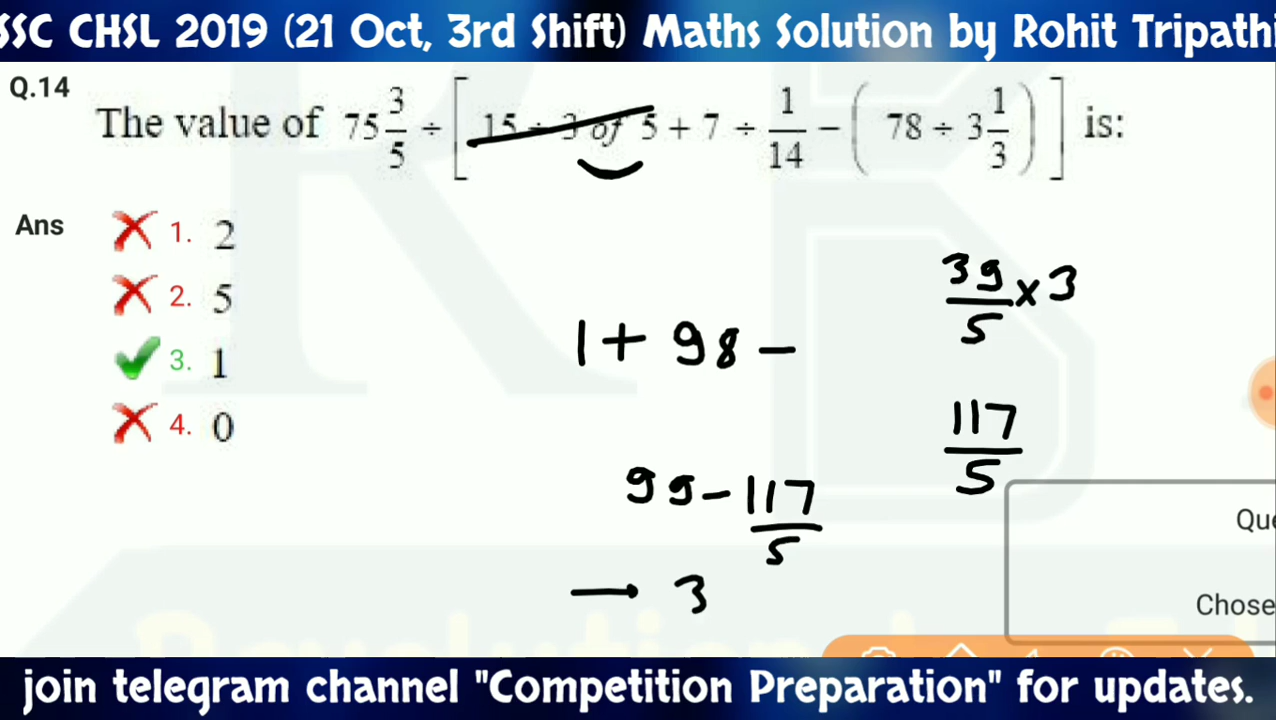 SSC CHSL 2019 (21 Oct, 3rd Shift) Maths Solution by Rohit Tripathi
Q.14
The value of 75 3/5 ÷ [ 15 ÷ 3 of 5 + 7 ÷ 1/14 − ( 78 ÷ 3 1/3 ) ] is:
Ans
1. 2
2. 5
3. 1
4. 0
39/5 × 3
1 + 98 −
117/5
99 − 117/5
3
Que
Chose
join telegram channel "Competition Preparation" for updates.